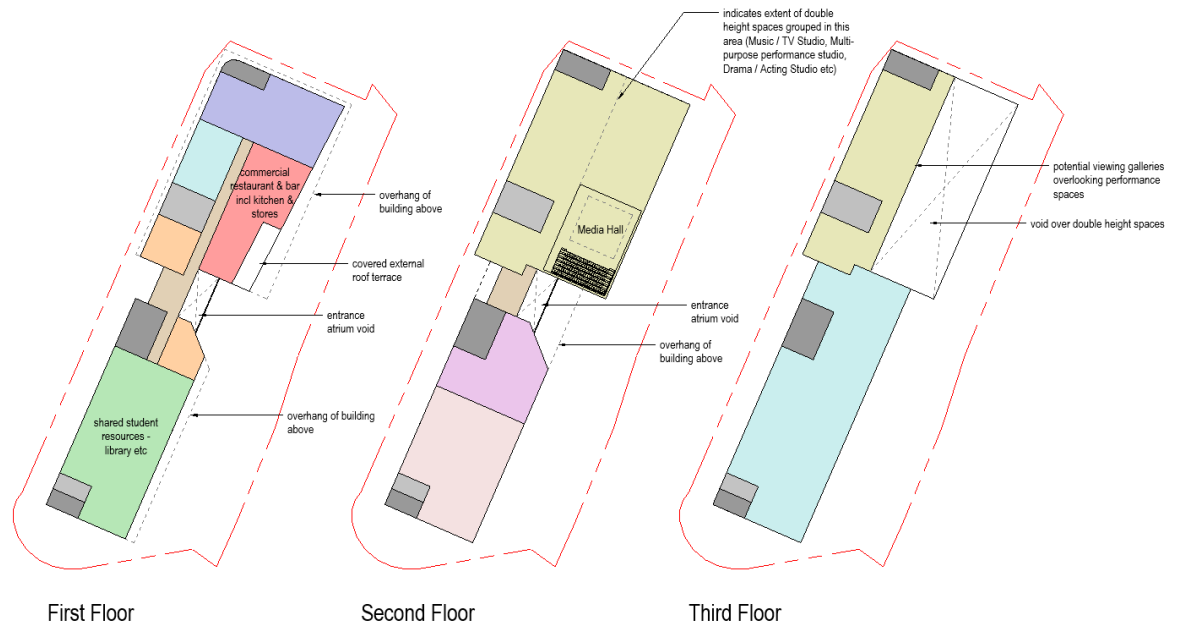 indicates extent of double
height spaces grouped in this
area (Music / TV Studio, Multi-
purpose performance studio,
Drama / Acting Studio etc)
commercial
restaurant & bar
incl kitchen &
stores
overhang of
building above
covered external
roof terrace
entrance
atrium void
overhang of building
above
shared student
resources -
library etc
Media Hall
entrance
atrium void
overhang of
building above
potential viewing galleries
overlooking performance
spaces
void over double height spaces
First Floor
Second Floor
Third Floor